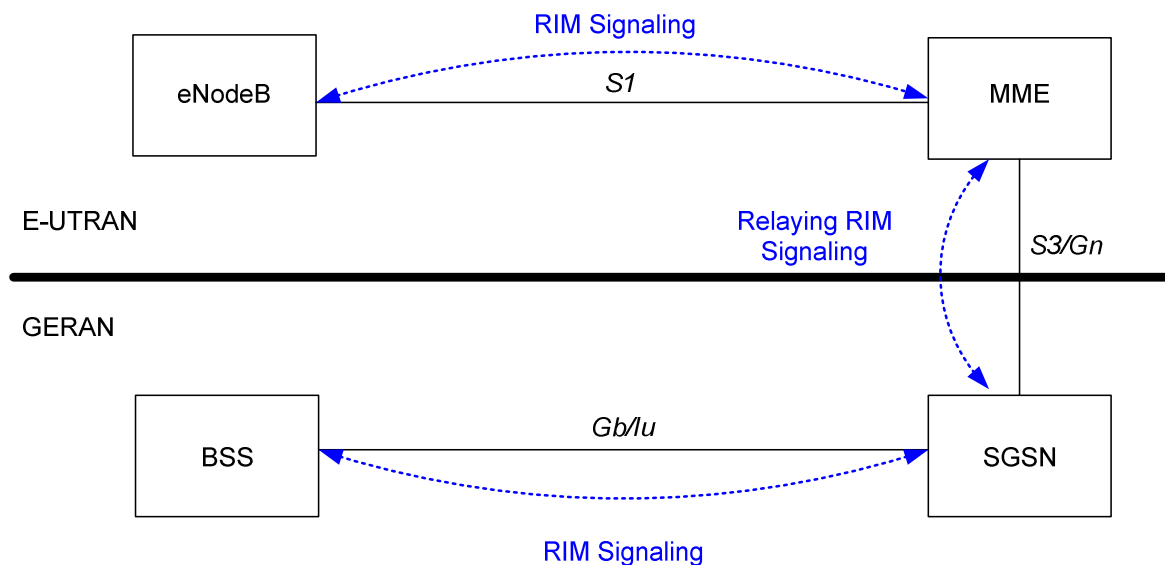 RIM Signaling
eNodeB
S1
MME
E-UTRAN
Relaying RIM
Signaling
S3/Gn
GERAN
BSS
Gb/Iu
SGSN
RIM Signaling